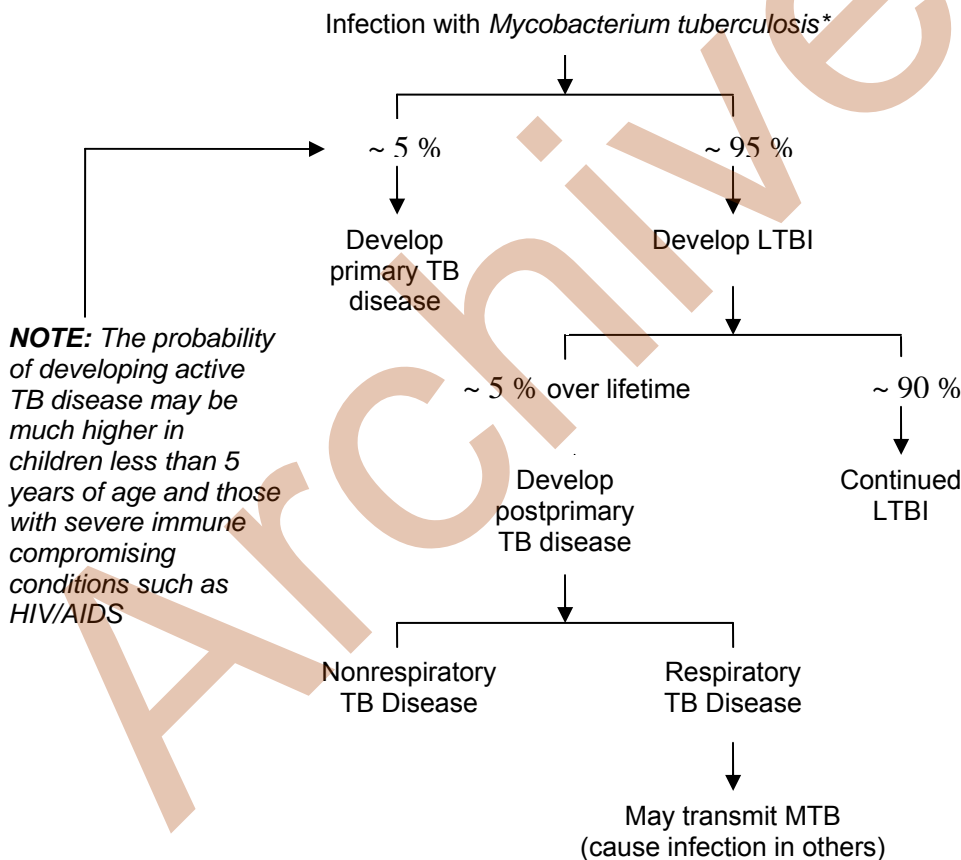 Infection with Mycobacterium tuberculosis*
~ 5 %
~ 95 %
Develop
primary TB
disease
Develop LTBI
NOTE: The probability
of developing active
TB disease may be
much higher in
children less than 5
years of age and those
with severe immune
compromising
conditions such as
HIV/AIDS
~ 5 % over lifetime
~ 90 %
Develop
postprimary
TB disease
Continued
LTBI
Nonrespiratory
TB Disease
Respiratory
TB Disease
May transmit MTB
(cause infection in others)
Archive